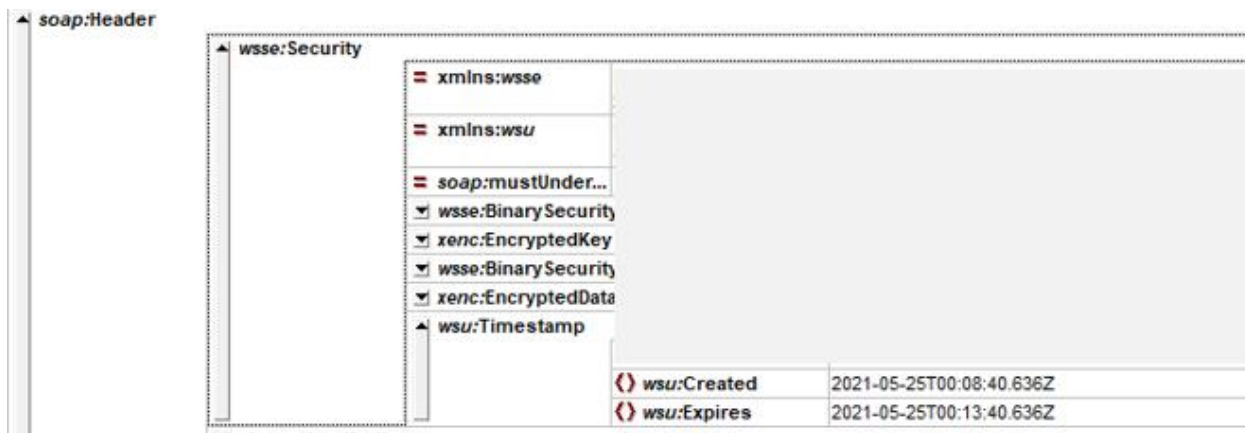 soap:Header
wsse:Security
= xmlns:wsse
= xmlns:wsu
= soap:mustUnder...
wsse:BinarySecurity
xenc:EncryptedKey
wsse:BinarySecurity
xenc:EncryptedData
wsu:Timestamp
() wsu:Created 2021-05-25T00:08:40.636Z
() wsu:Expires 2021-05-25T00:13:40.636Z